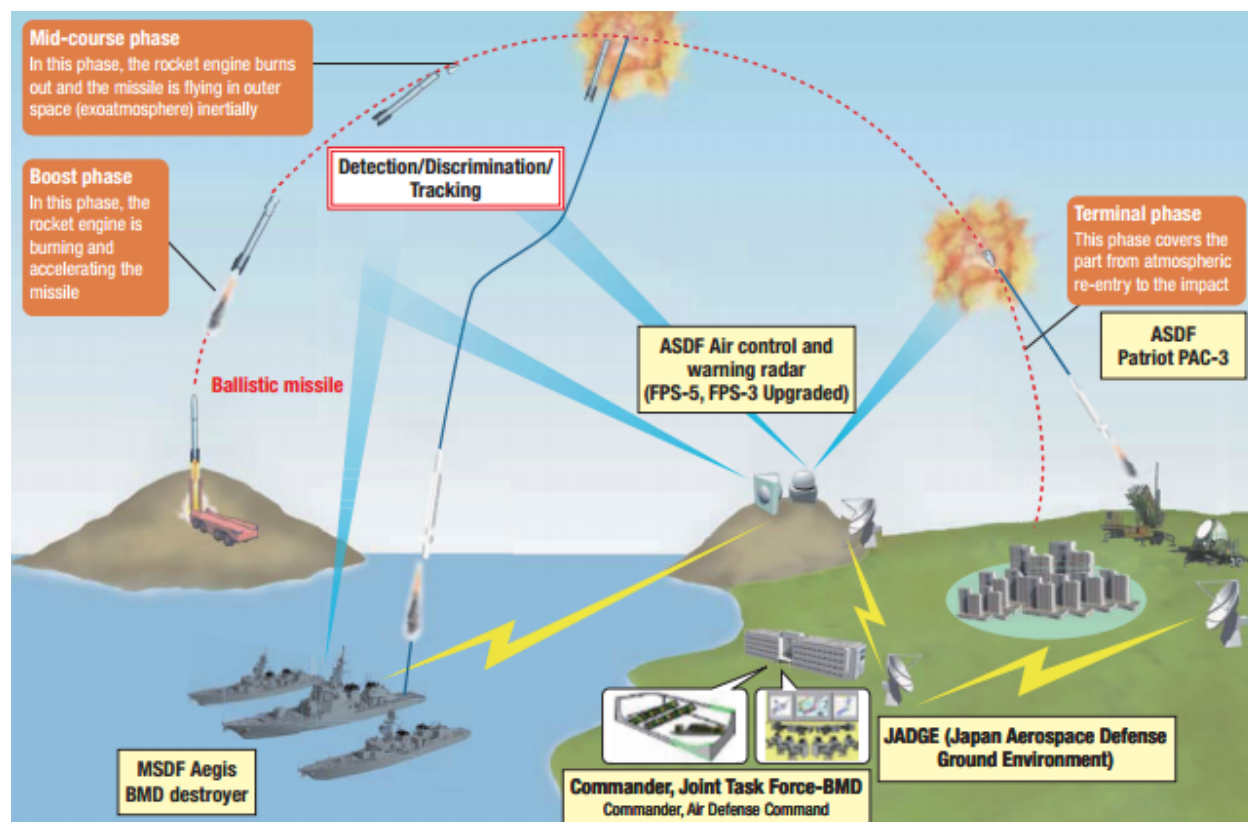 Mid-course phase
In this phase, the rocket engine burns
out and the missile is flying in outer
space (exoatmosphere) inertially
Boost phase
In this phase, the
rocket engine is
burning and
accelerating the
missile
Detection/Discrimination/
Tracking
Terminal phase
This phase covers the
part from atmospheric
re-entry to the impact
ASDF
Patriot PAC-3
ASDF Air control and
warning radar
(FPS-5, FPS-3 Upgraded)
Ballistic missile
MSDF Aegis
BMD destroyer
Commander, Joint Task Force-BMD
Commander, Air Defense Command
JADGE (Japan Aerospace Defense
Ground Environment)